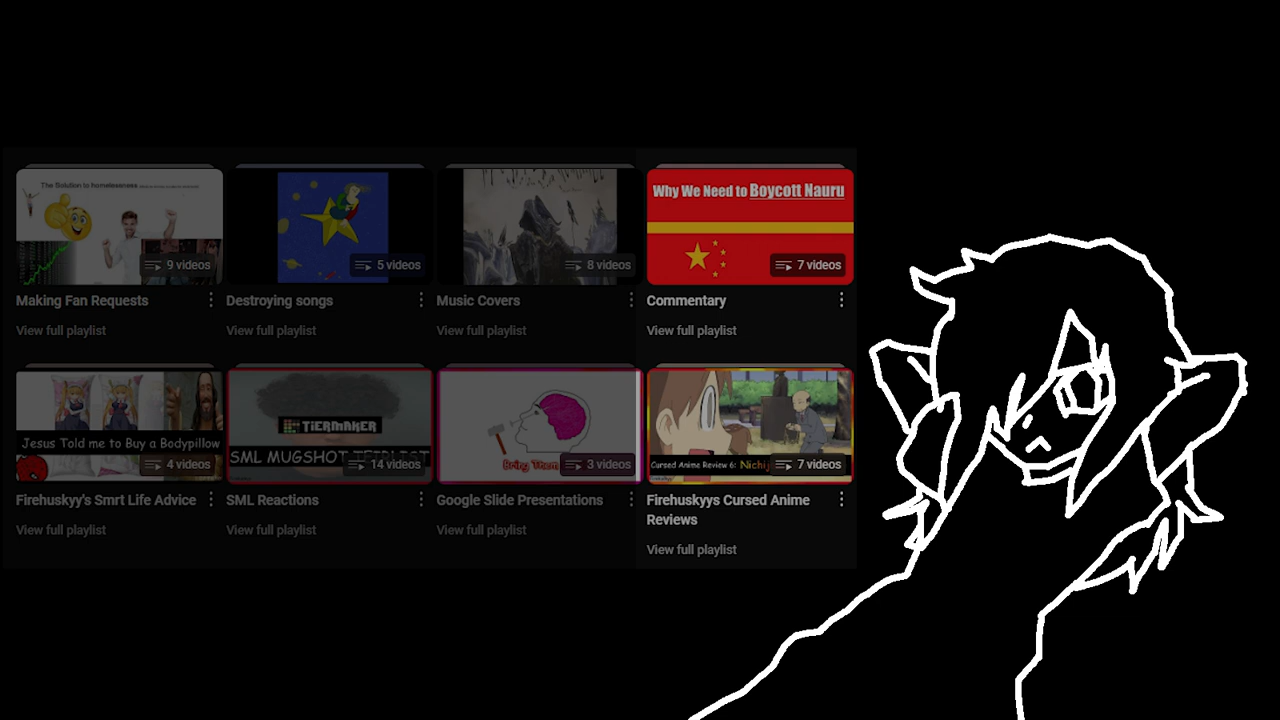 The Solution to homelessness
Why We Need to Boycott Nauru
9 videos
5 videos
8 videos
7 videos
Making Fan Requests
Destroying songs
Music Covers
Commentary
View full playlist
View full playlist
View full playlist
View full playlist
Jesus Told me to Buy a Bodypillow
TIERMAKER
SML MUGSHOT TERLIST
Bring Them
Cursed Anime Review 6: Nichij
4 videos
14 videos
3 videos
7 videos
Firehuskyy's Smrt Life Advice
SML Reactions
Google Slide Presentations
Firehuskyys Cursed Anime
Reviews
View full playlist
View full playlist
View full playlist
View full playlist